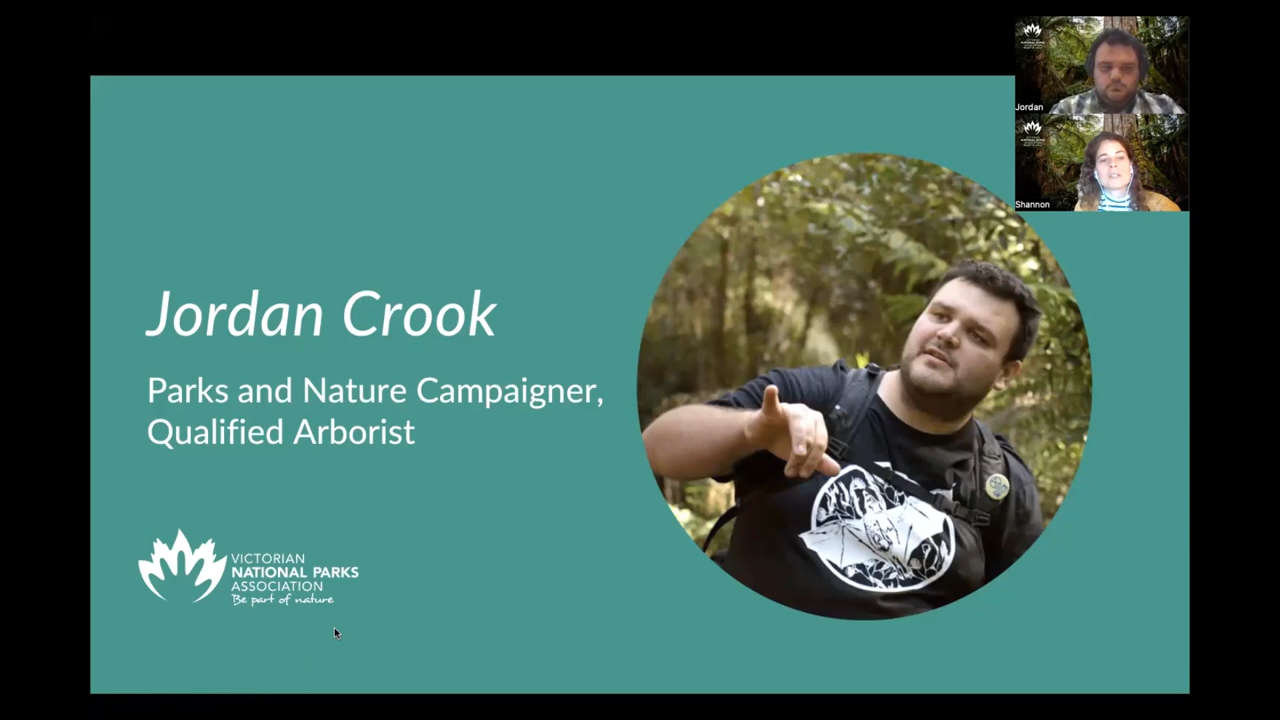 Jordan
Shannon
Jordan Crook
Parks and Nature Campaigner,
Qualified Arborist
VICTORIAN
NATIONAL PARKS
ASSOCIATION
Be part of nature